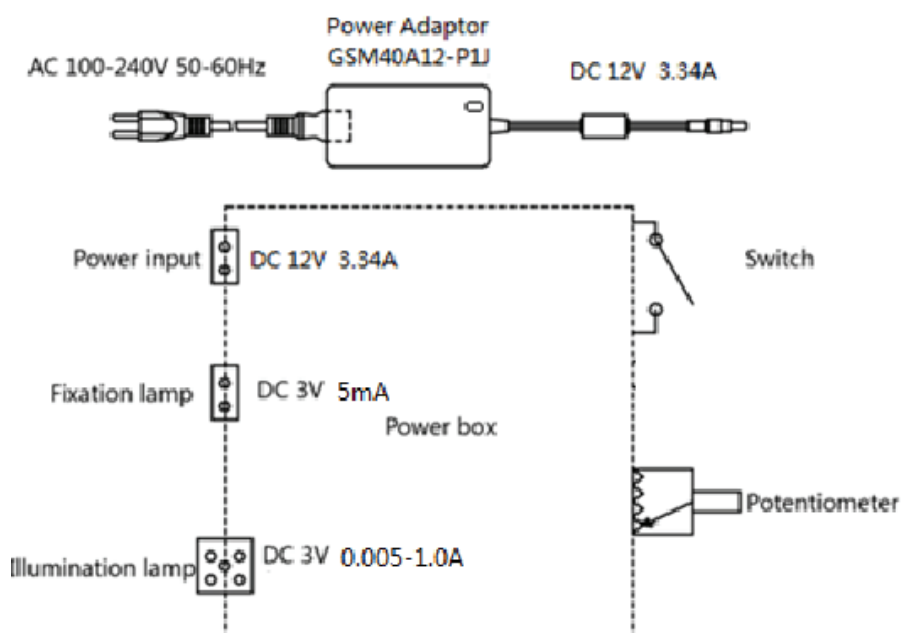 Power Adaptor
GSM40A12-P1J
AC 100-240V 50-60Hz
DC 12V 3.34A
Power input
DC 12V 3.34A
Switch
Fixation lamp
DC 3V 5mA
Power box
Potentiometer
Illumination lamp
DC 3V 0.005-1.0A